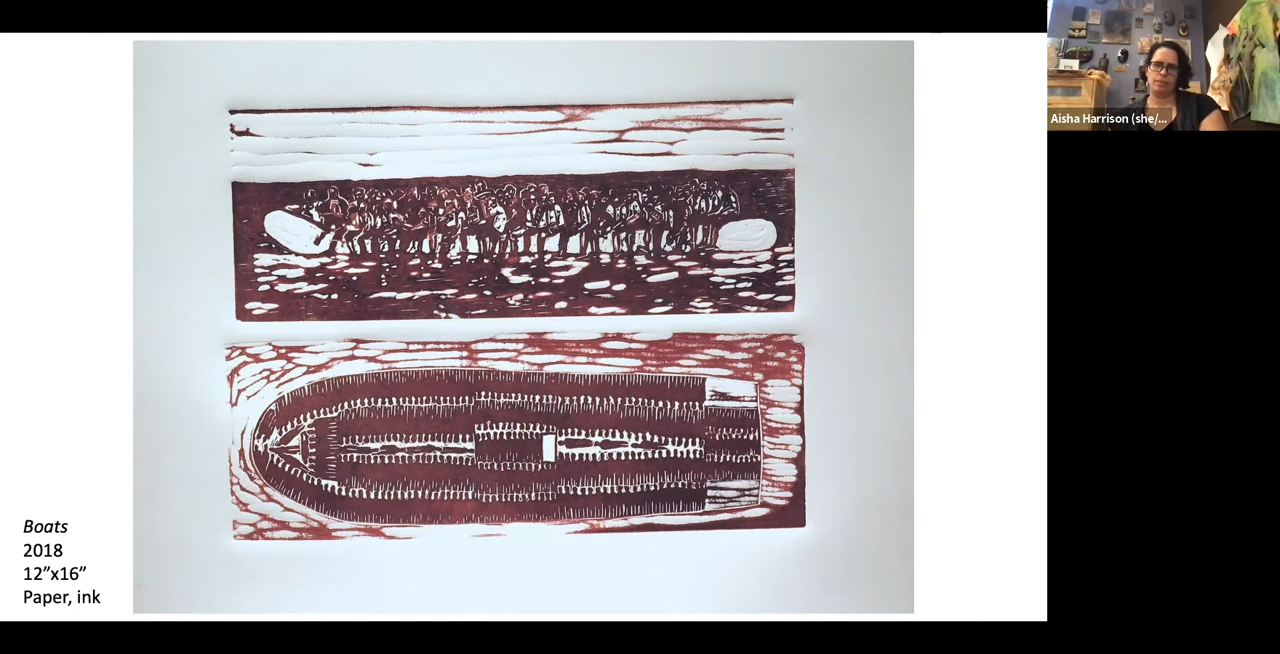 Aisha Harrison (she/...
Boats
2018
12”x16”
Paper, ink